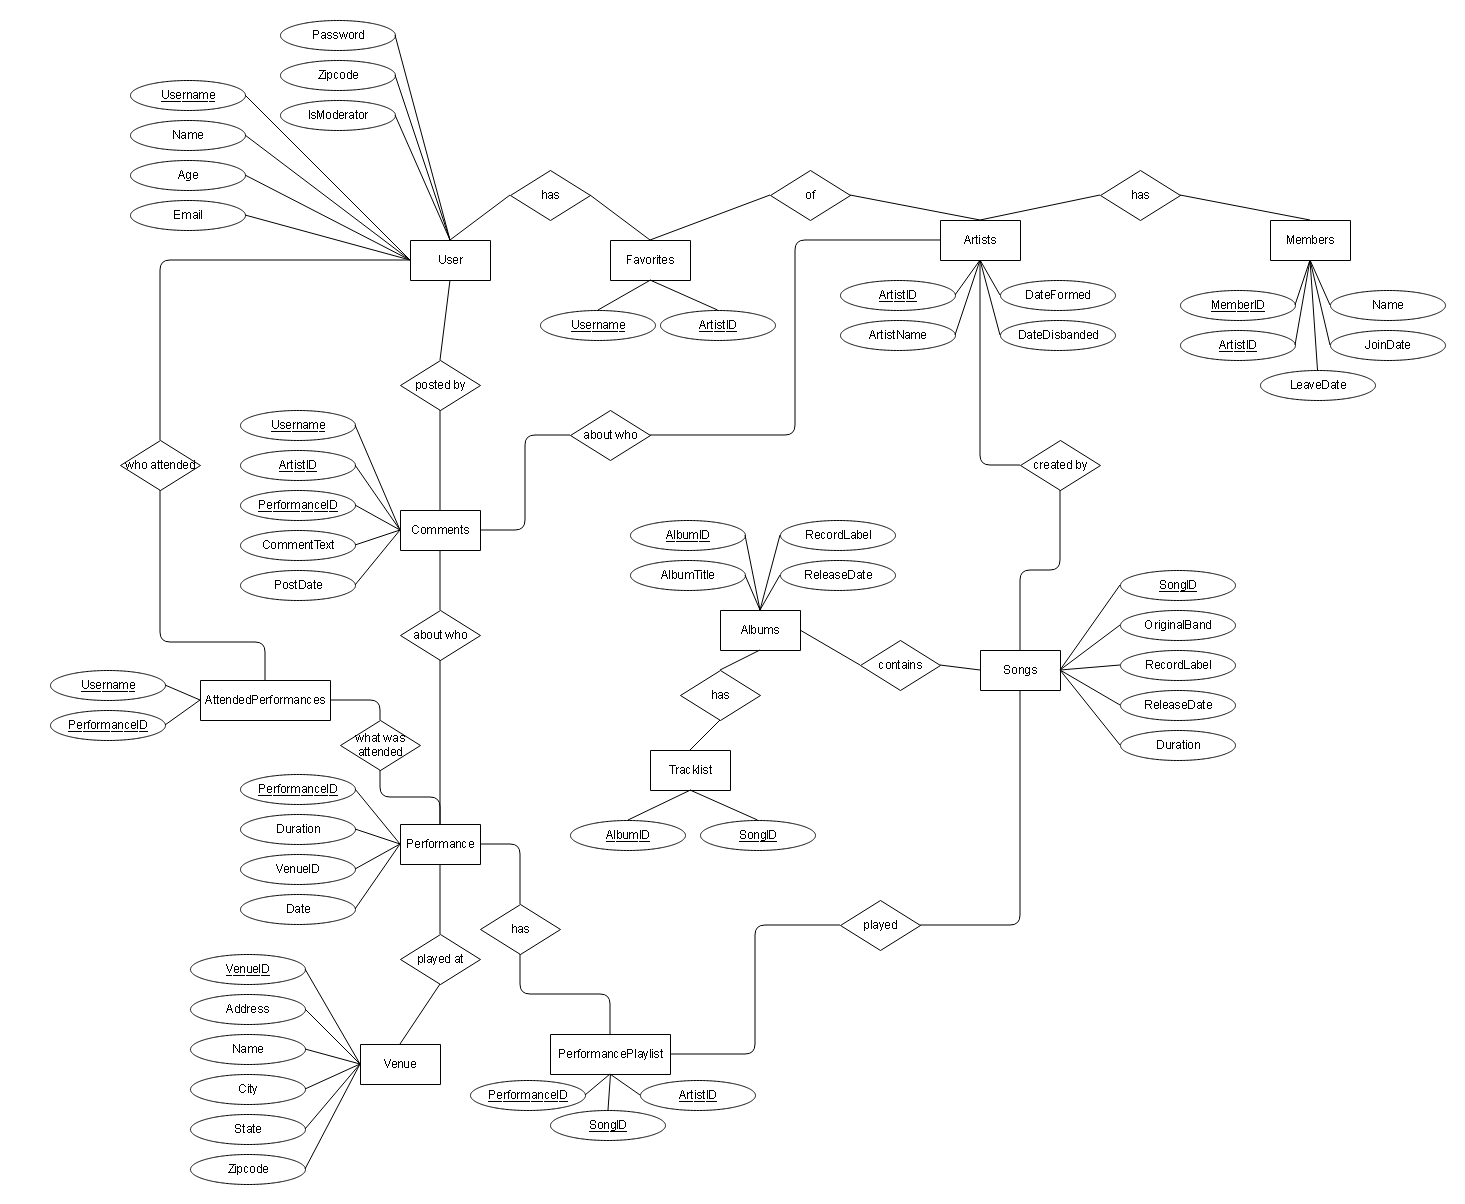 Password
Zipcode
Username
IsModerator
Name
Age
has
of
has
Email
User
Favorites
Artists
Members
ArtistID
DateFormed
MemberID
Name
Username
ArtistID
ArtistName
DateDisbanded
ArtistID
JoinDate
posted by
LeaveDate
Username
about who
who attended
ArtistID
created by
PerformanceID
Comments
AlbumID
RecordLabel
CommentText
AlbumTitle
ReleaseDate
PostDate
SongID
OriginalBand
about who
Albums
contains
Songs
RecordLabel
Username
AttendedPerformances
has
ReleaseDate
PerformanceID
what was
attended
Duration
Tracklist
PerformanceID
Duration
AlbumID
SongID
Performance
VenueID
Date
has
played
played at
VenueID
Address
Name
PerformancePlaylist
Venue
City
PerformanceID
ArtistID
State
SongID
Zipcode